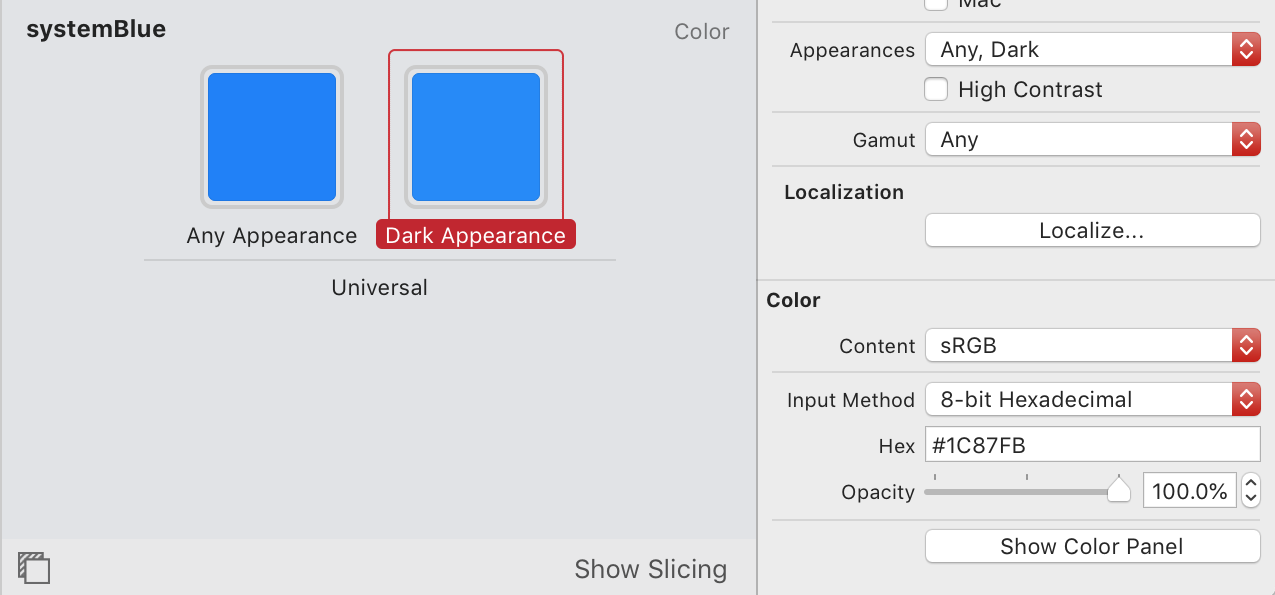 systemBlue
Color
Any Appearance
Dark Appearance
Universal
Show Slicing
Mac
Appearances
Any, Dark
High Contrast
Gamut
Any
Localization
Localize...
Color
Content
sRGB
Input Method
8-bit Hexadecimal
Hex
#1C87FB
Opacity
100.0%
Show Color Panel